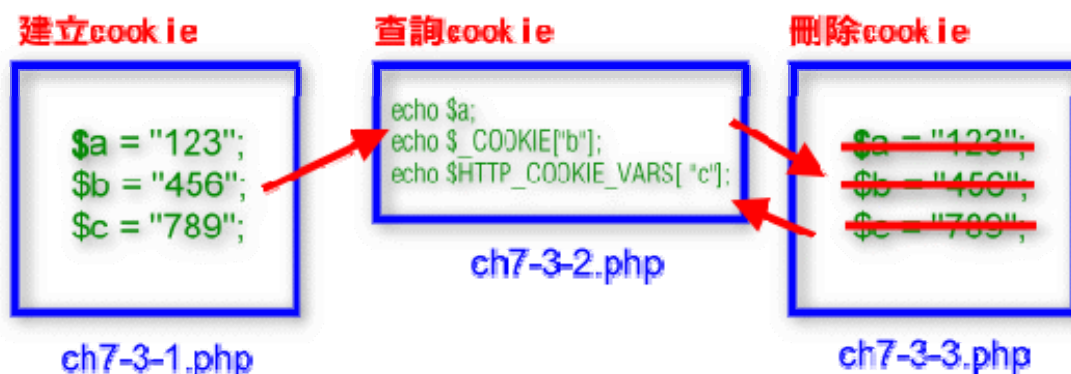 建立cookie
$a = "123";
$b = "456";
$c = "789";
ch7-3-1.php
查詢cookie
echo $a;
echo $_COOKIE["b"];
echo $HTTP_COOKIE_VARS[ "c"];
ch7-3-2.php
刪除cookie
$a = "123";
$b = "456";
$c = "789";
ch7-3-3.php